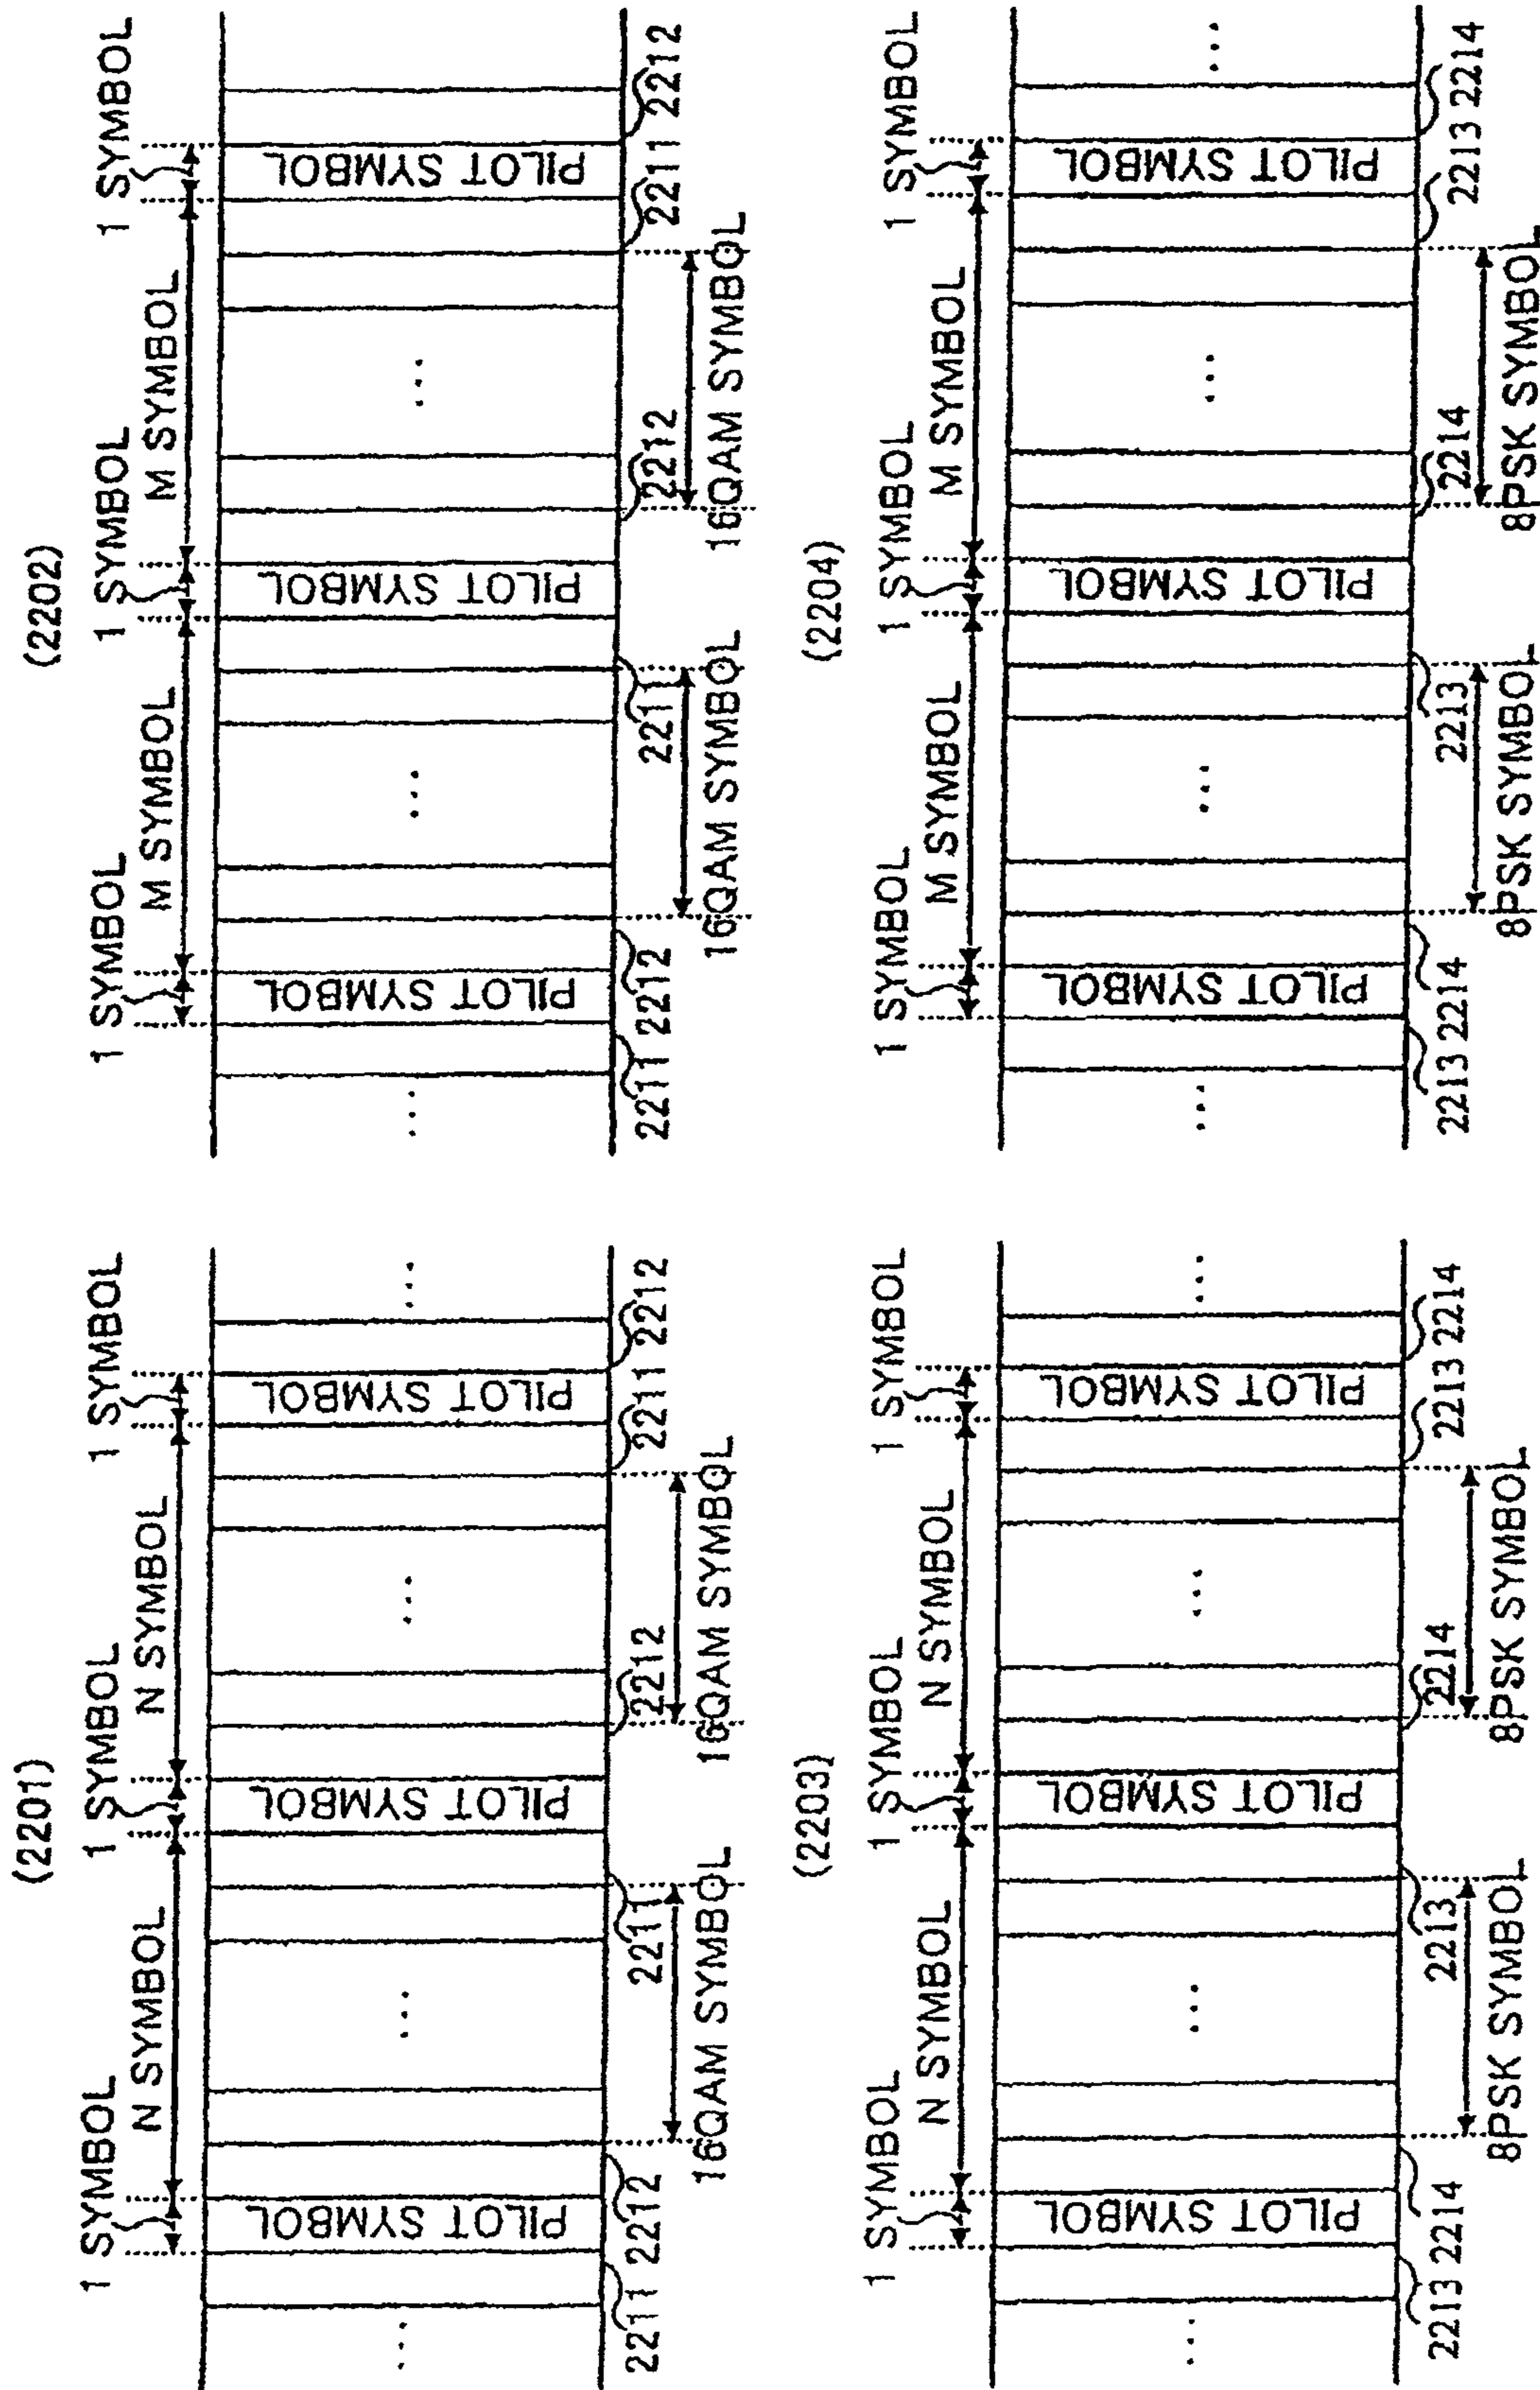 (2201)
1 SYMBOL 1 SYMBOL 1 SYMBOL
N SYMBOL N SYMBOL
PILOT SYMBOL PILOT SYMBOL PILOT SYMBOL
... ... ... ...
2211 2212 2211 2212 2211 2212
16QAM SYMBOL 16QAM SYMBOL
(2202)
1 SYMBOL 1 SYMBOL 1 SYMBOL
M SYMBOL M SYMBOL
PILOT SYMBOL PILOT SYMBOL PILOT SYMBOL
... ... ...
2211 2212 2211 2212 2211 2212
16QAM SYMBOL 16QAM SYMBOL
(2203)
1 SYMBOL 1 SYMBOL 1 SYMBOL
N SYMBOL N SYMBOL
PILOT SYMBOL PILOT SYMBOL PILOT SYMBOL
... ... ... ...
2213 2214 2213 2214 2213 2214
8PSK SYMBOL 8PSK SYMBOL
(2204)
1 SYMBOL 1 SYMBOL 1 SYMBOL
M SYMBOL M SYMBOL
PILOT SYMBOL PILOT SYMBOL PILOT SYMBOL
... ... ... ...
2213 2214 2213 2214 2213 2214
8PSK SYMBOL 8PSK SYMBOL